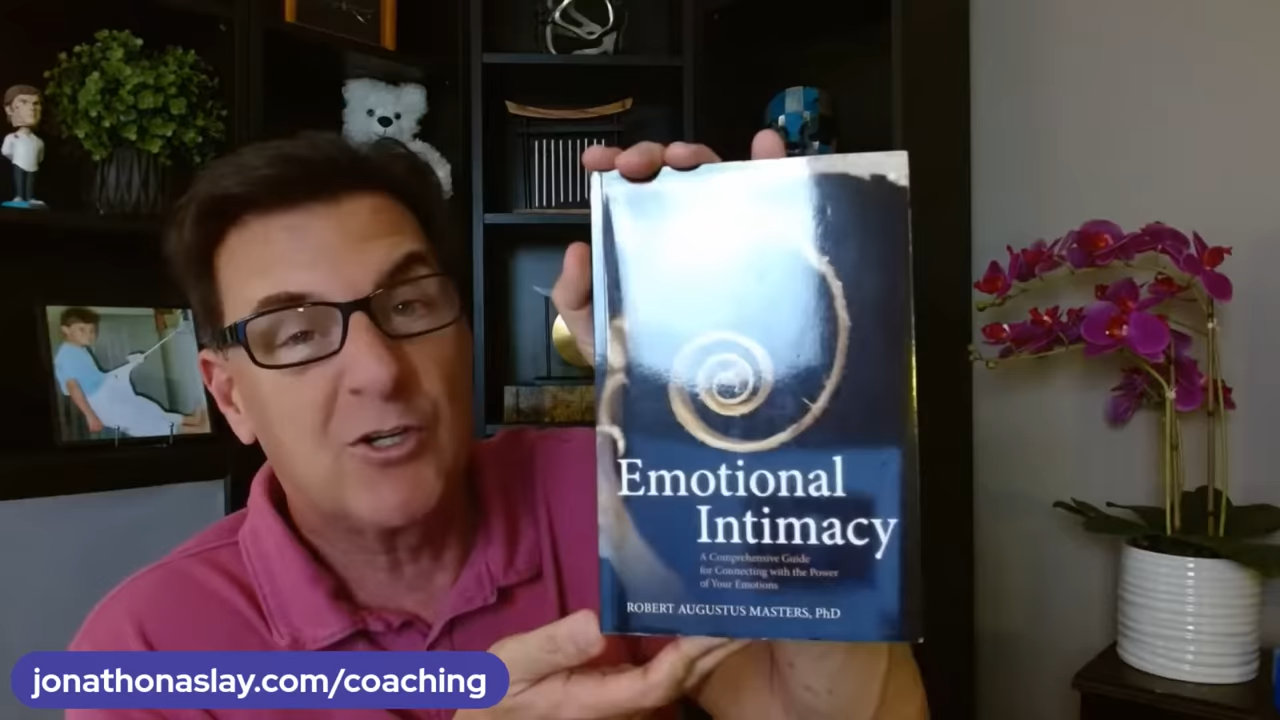 Emotional
Intimacy
A Comprehensive Guide
for Connecting with the Power
of Your Emotions
ROBERT AUGUSTUS MASTERS, PhD
jonathonaslay.com/coaching